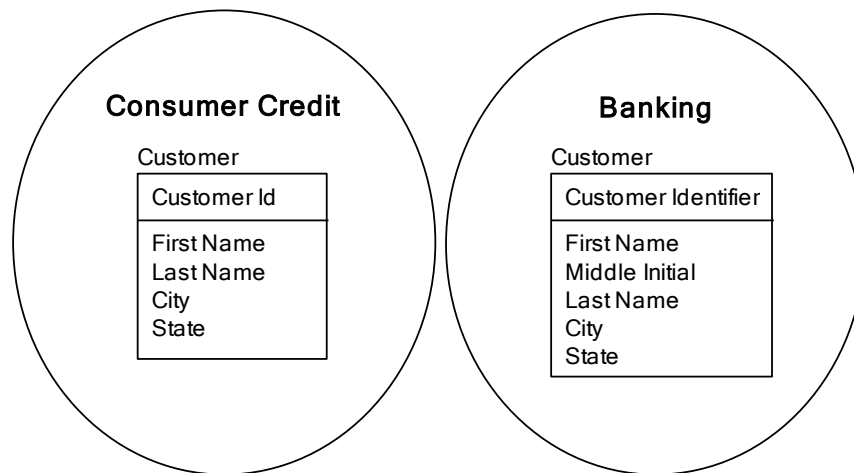 Consumer Credit
Customer
Customer Id
First Name
Last Name
City
State
Banking
Customer
Customer Identifier
First Name
Middle Initial
Last Name
City
State